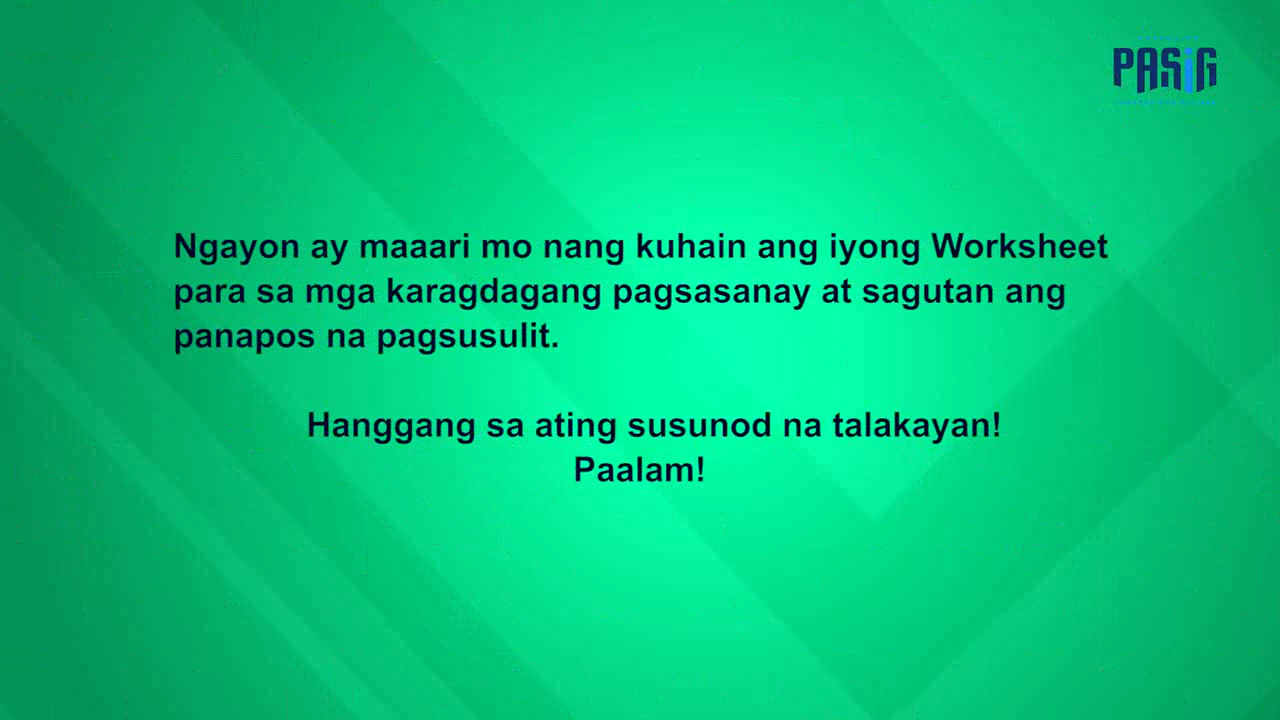 PASiG
Ngayon ay maaari mo nang kuhain ang iyong Worksheet
para sa mga karagdagang pagsasanay at sagutan ang
panapos na pagsusulit.
Hanggang sa ating susunod na talakayan!
Paalam!